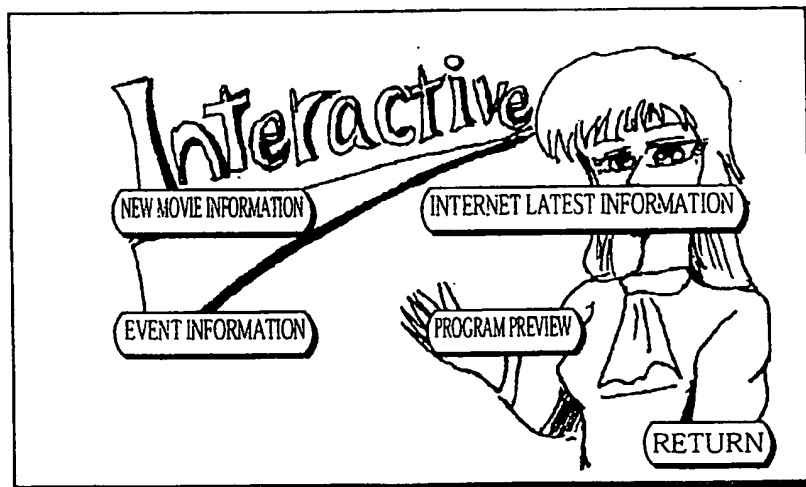 Interactive
NEW MOVIE INFORMATION
INTERNET LATEST INFORMATION
EVENT INFORMATION
PROGRAM PREVIEW
RETURN